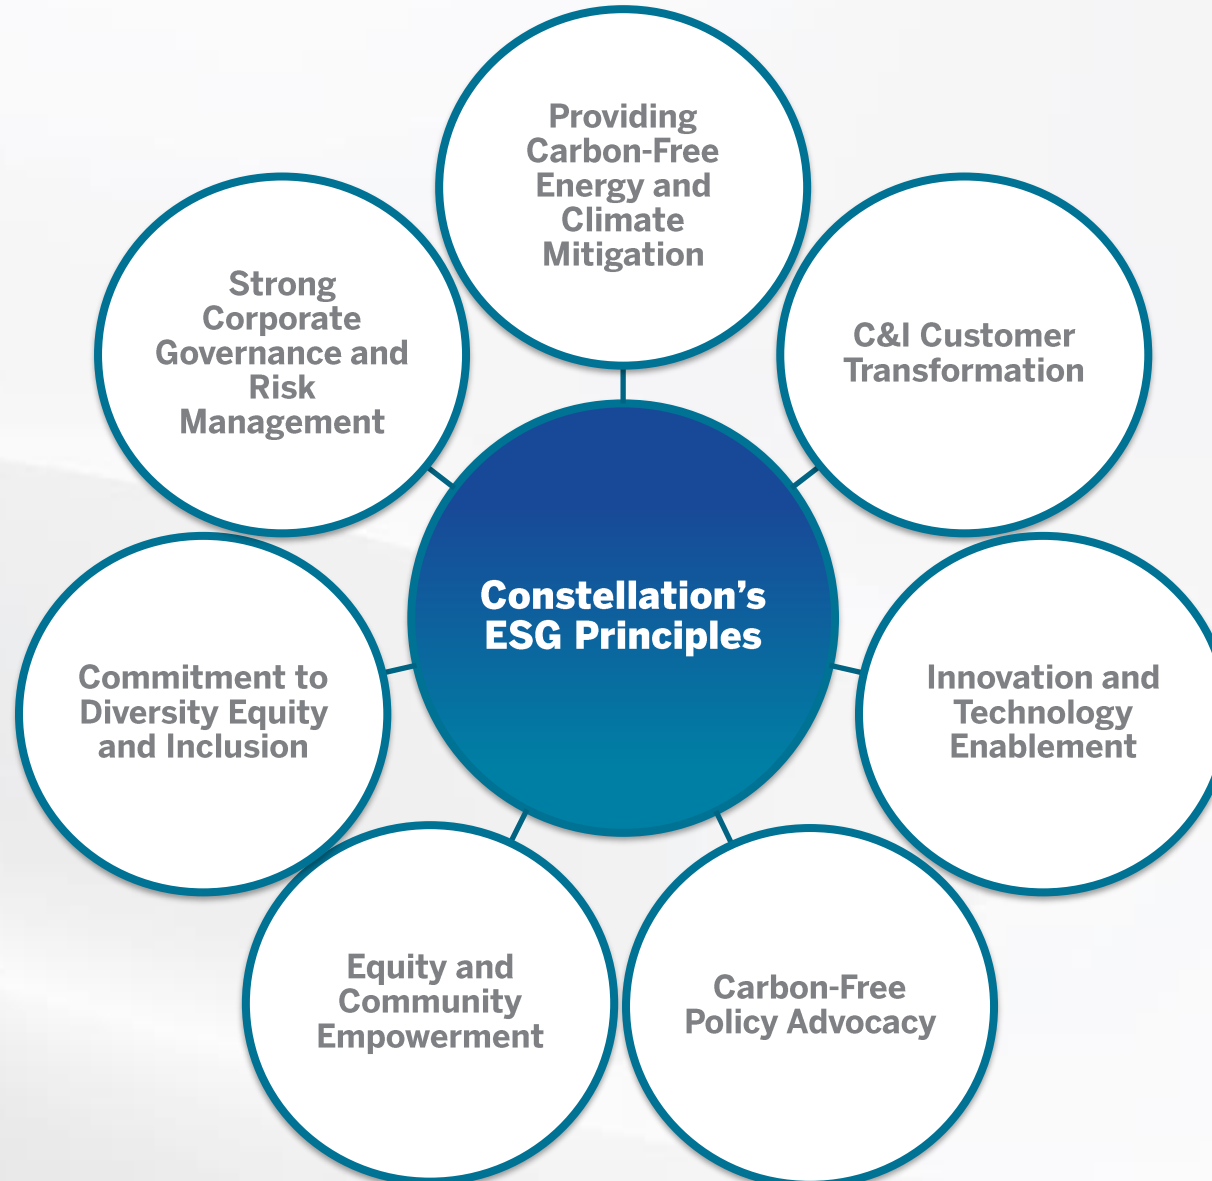 Providing
Carbon-Free
Energy and
Climate
Mitigation
C&I Customer
Transformation
Innovation and
Technology
Enablement
Carbon-Free
Policy Advocacy
Equity and
Community
Empowerment
Commitment to
Diversity Equity
and Inclusion
Strong
Corporate
Governance and
Risk
Management
Constellation’s
ESG Principles